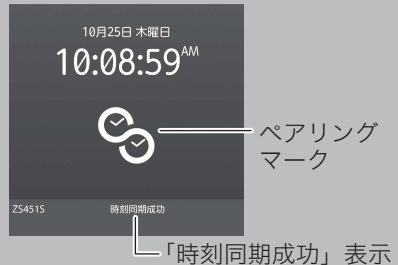 10月25日 木曜日
10:08:59AM
ペアリング
マーク
ZS451S 時刻同期成功
「時刻同期成功」表示